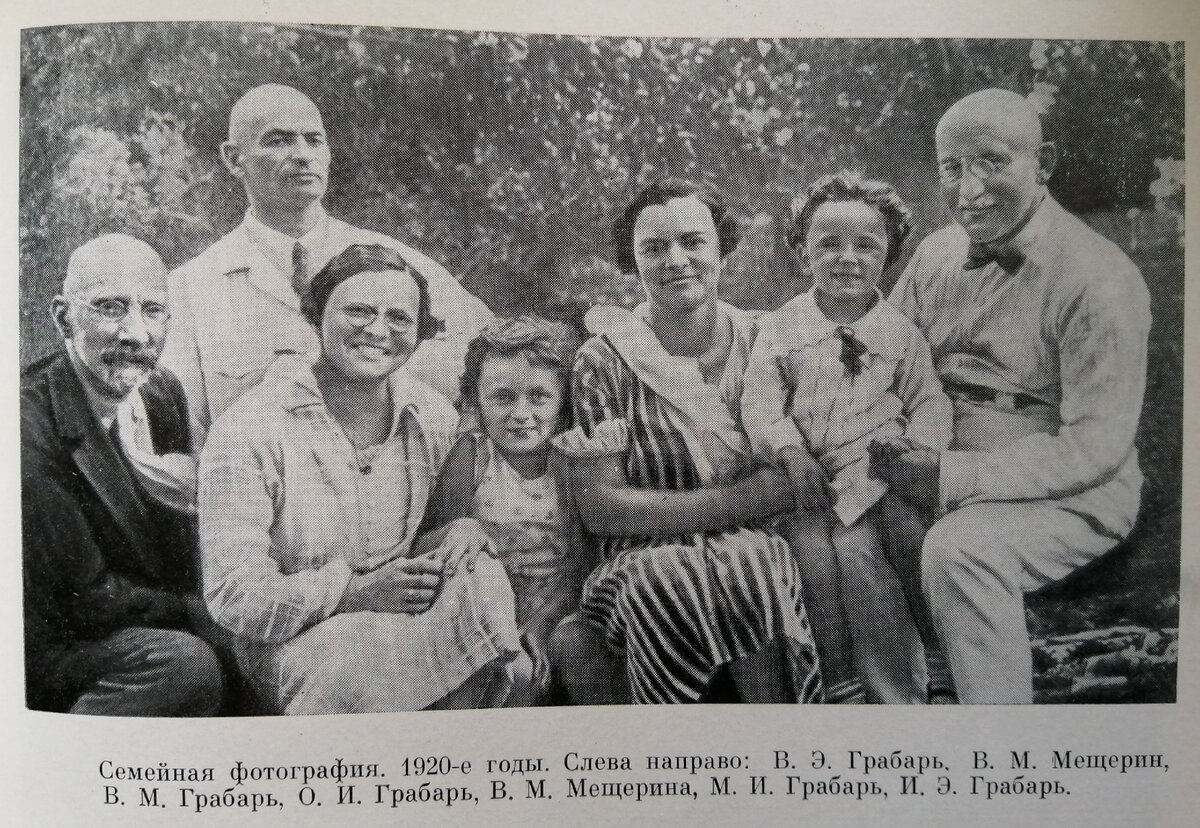 Семейная фотография. 1920-е годы. Слева направо: В. Э. Грабарь, В. М. Мещерин,
В. М. Грабарь, О. И. Грабарь, В. М. Мещерина, М. И. Грабарь, И. Э. Грабарь.